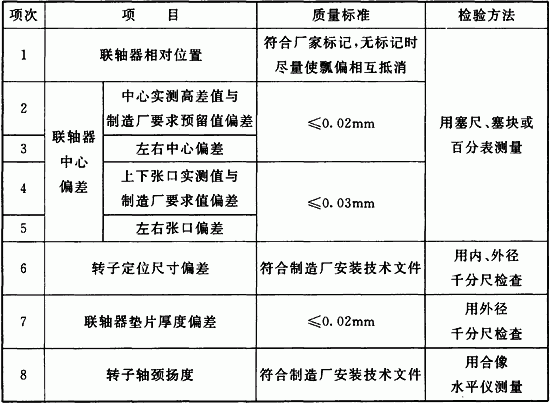 项次 项 目 质量标准 检验方法
1 联轴器相对位置 符合厂家标记,无标记时
尽量使瓢偏相互抵消
用塞尺、塞块或
百分表测量
联轴器
中心
偏差
2 中心实测高差值与
制造厂要求预留值偏差
≤0.02mm
3 左右中心偏差
4 上下张口实测值与
制造厂要求值偏差
≤0.03mm
5 左右张口偏差
6 转子定位尺寸偏差 符合制造厂安装技术文件 用内、外径
千分尺检查
7 联轴器垫片厚度偏差 ≤0.02mm 用外径
千分尺检查
8 转子轴颈扬度 符合制造厂安装技术文件 用合像
水平仪测量